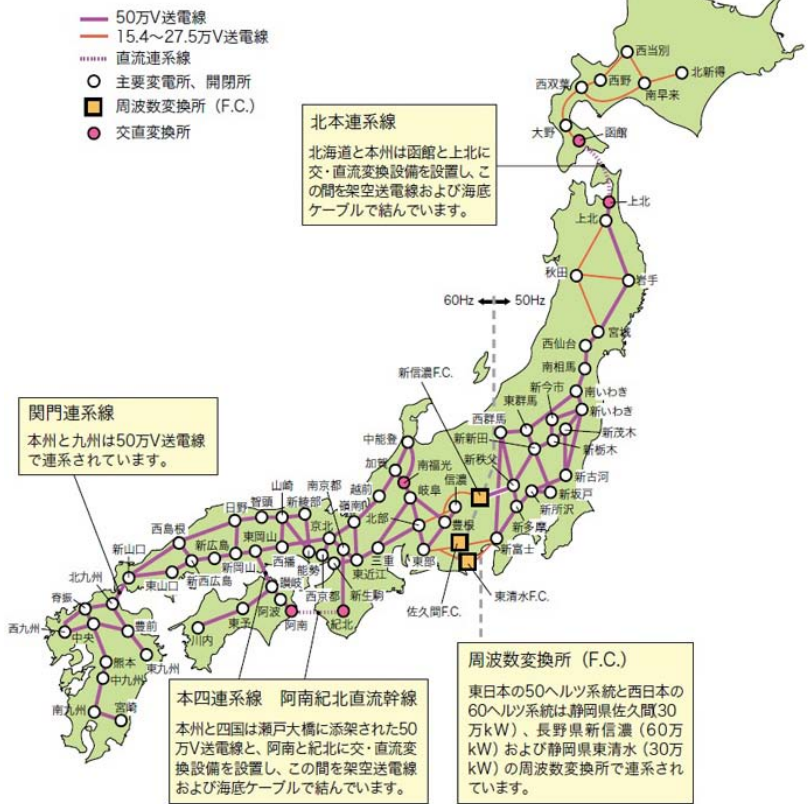 50万V送電線
15.4～27.5万V送電線
直流連系線
主要変電所、開閉所
周波数変換所（F.C.）
交直変換所
西当別
北新得
西双葉
西野
南早来
大野
函館
北本連系線
北海道と本州は函館と上北に
交・直流変換設備を設置し、こ
の間を架空送電線および海底
ケーブルで結んでいます。
上北
上北
秋田
岩手
60Hz
50Hz
宮城
西仙台
南相馬
新信濃F.C.
新今市
南いわき
東群馬
新いわき
西群馬
新茂木
新新田
新栃木
新秩父
関門連系線
本州と九州は50万V送電線
で連系されています。
中能登
加賀
南福光
南京都
越前
岐阜
信濃
新古河
山崎
新綾部
嶺南
新坂戸
智頭
日野
京北
北部
豊根
新所沢
西島根
東岡山
新多摩
新山口
新広島
西播
能勢
三重
東部
新富士
北九州
新岡山
東近江
東山口
新西広島
讃岐
西京都
新生駒
佐久間F.C.
東清水F.C.
脊振
東予
阿波
西九州
中央
豊前
川内
阿南
紀北
熊本
東九州
中九州
南九州
宮崎
本四連系線　阿南紀北直流幹線
本州と四国は瀬戸大橋に添架された50
万V送電線と、阿南と紀北に交・直流変
換設備を設置し、この間を架空送電線
および海底ケーブルで結んでいます。
周波数変換所（F.C.）
東日本の50ヘルツ系統と西日本の
60ヘルツ系統は、静岡県佐久間(30
万kW）、長野県新信濃（60万
kW）および静岡県東清水（30万
kW）の周波数変換所で連系され
ています。